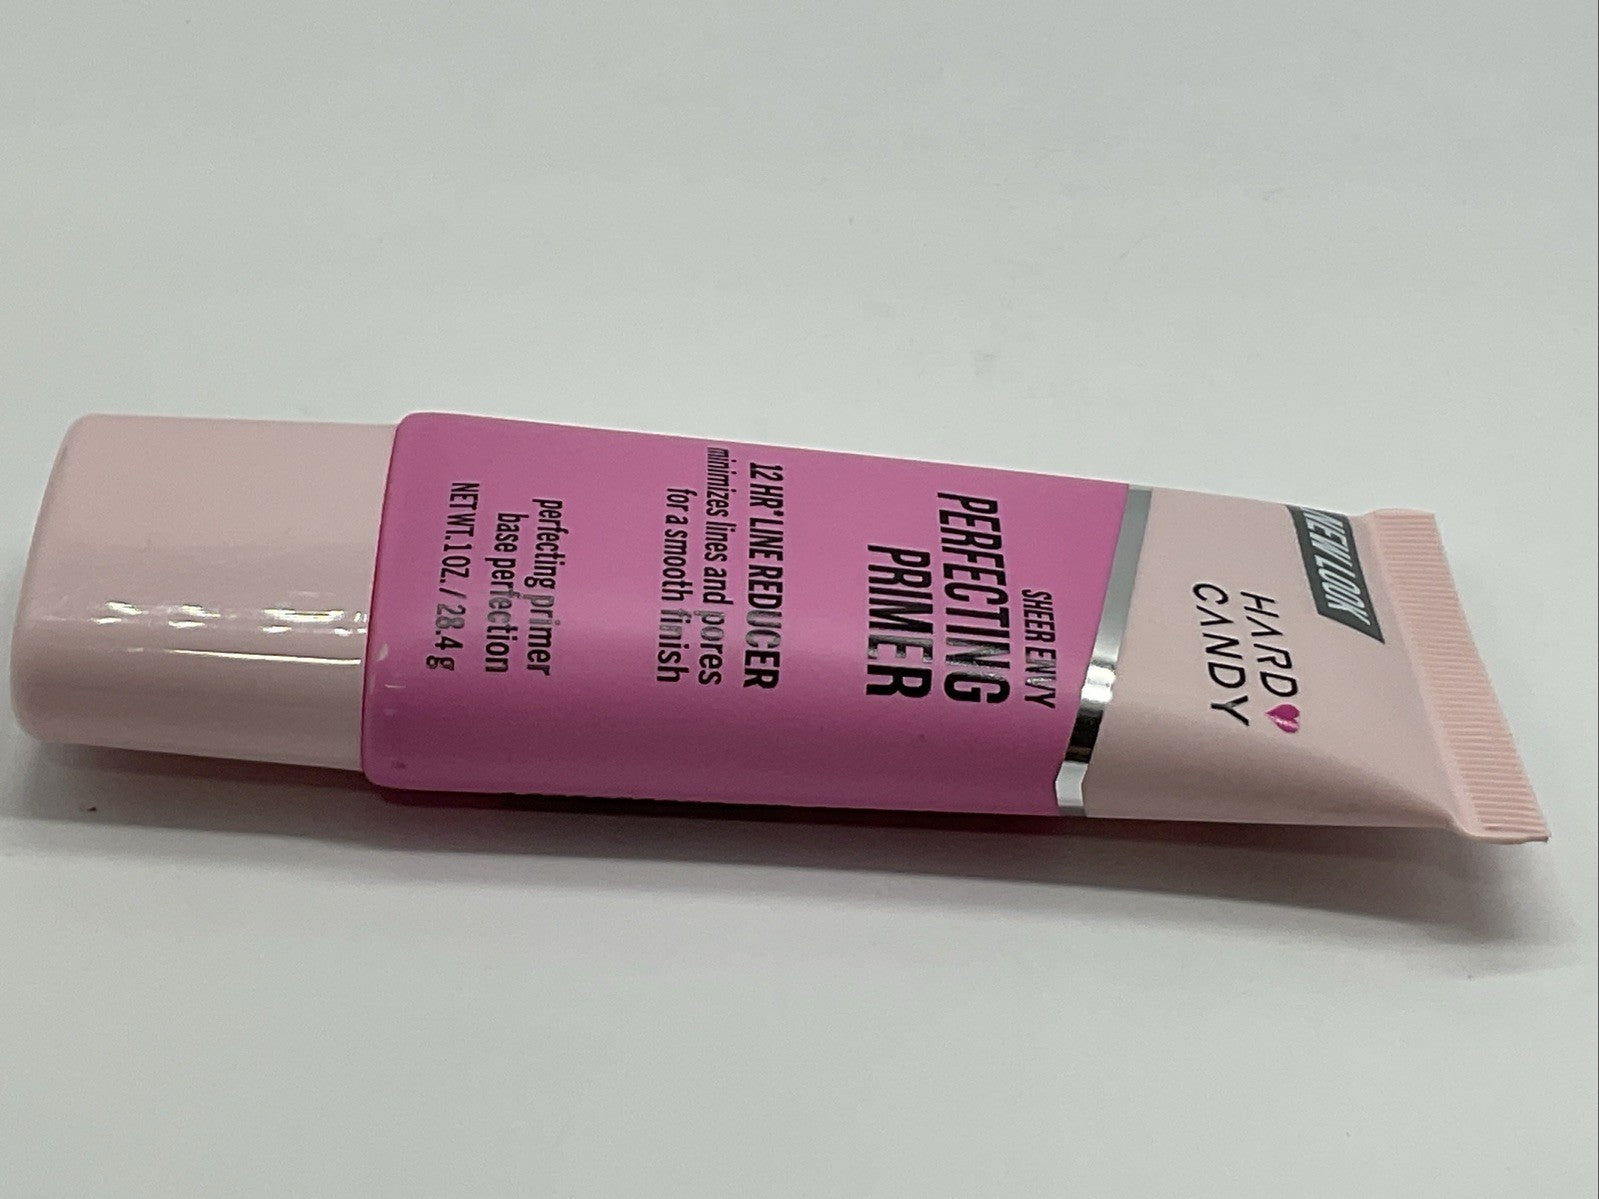 NEW LOOK
HARD
CANDY
SHEER ENVY
PERFECTING
PRIMER
12 HR* LINE REDUCER
minimizes lines and pores
for a smooth finish
perfecting primer
base perfection
NET WT. 1 OZ. / 28.4 g